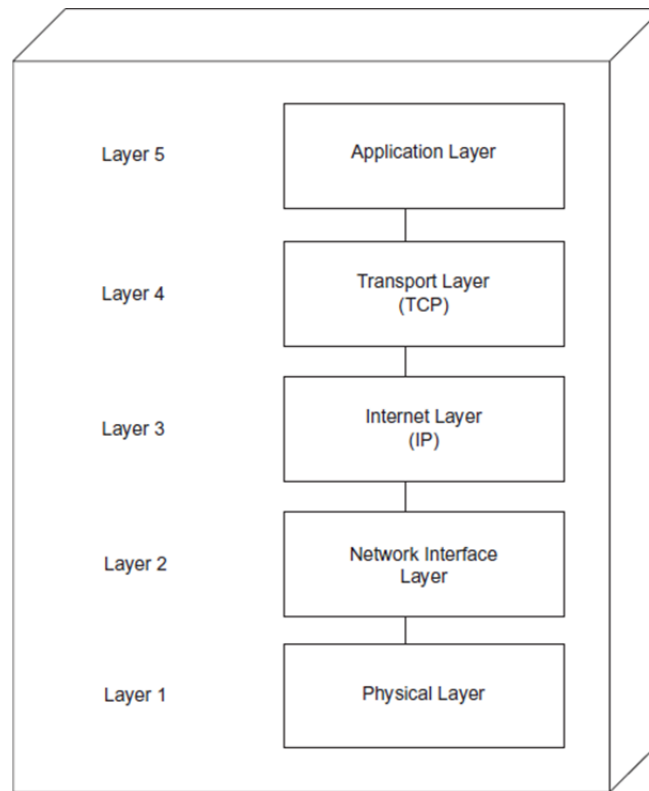 Layer 5
Application Layer
Layer 4
Transport Layer
(TCP)
Layer 3
Internet Layer
(IP)
Layer 2
Network Interface
Layer
Layer 1
Physical Layer